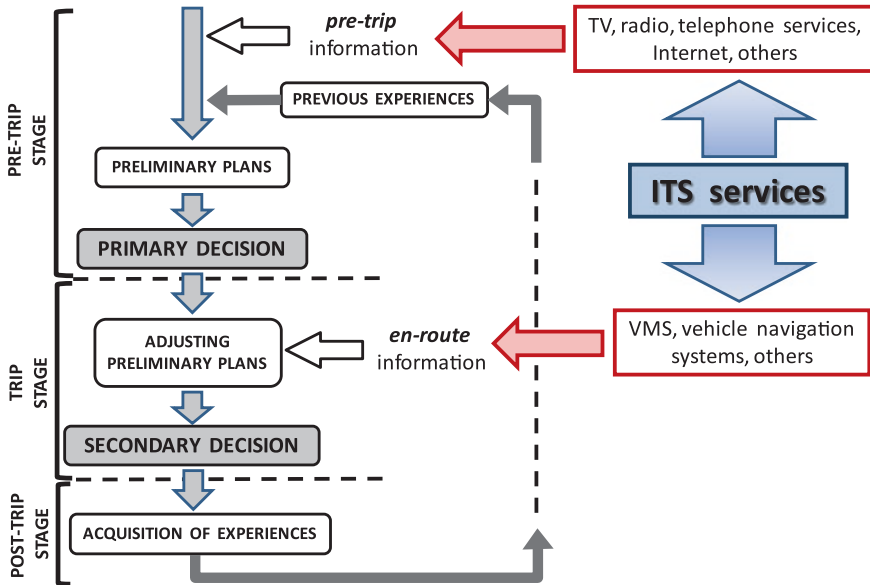 pre-trip
information
TV, radio, telephone services,
Internet, others
PREVIOUS EXPERIENCES
PRE-TRIP
STAGE
PRELIMINARY PLANS
ITS services
PRIMARY DECISION
TRIP
STAGE
ADJUSTING
PRELIMINARY PLANS
en-route
information
VMS, vehicle navigation
systems, others
SECONDARY DECISION
POST-TRIP
STAGE
ACQUISITION OF EXPERIENCES